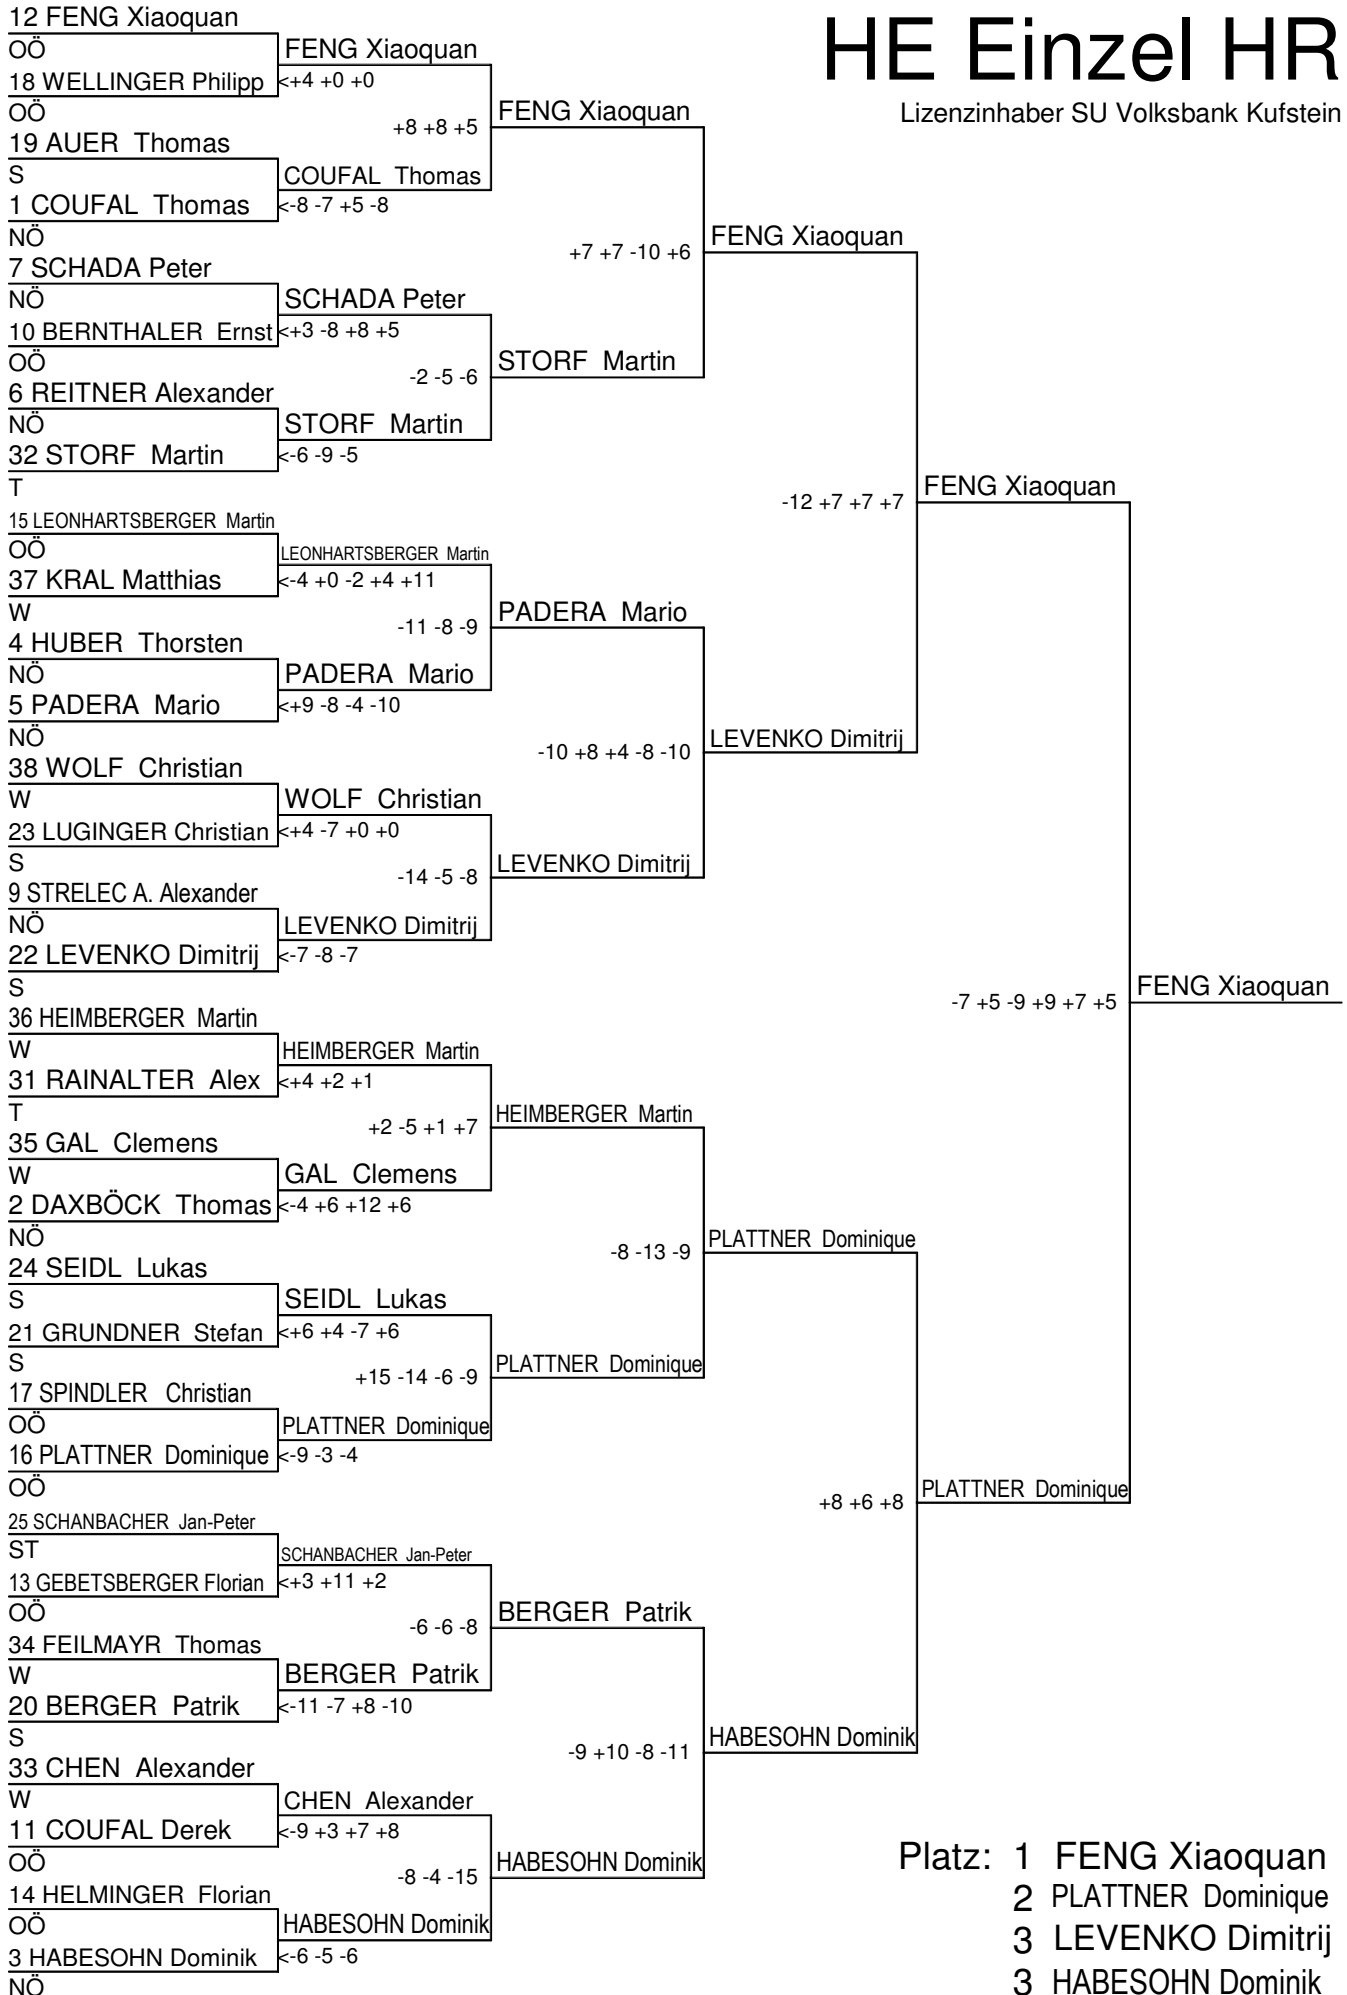 HE Einzel HR
Lizenzinhaber SU Volksbank Kufstein
12 FENG Xiaoquan
OÖ
18 WELLINGER Philipp
OÖ
19 AUER Thomas
S
1 COUFAL Thomas
NÖ
7 SCHADA Peter
NÖ
10 BERNTHALER Ernst
OÖ
6 REITNER Alexander
NÖ
32 STORF Martin
T
15 LEONHARTSBERGER Martin
OÖ
37 KRAL Matthias
W
4 HUBER Thorsten
NÖ
5 PADERA Mario
NÖ
38 WOLF Christian
W
23 LUGINGER Christian
S
9 STRELEC A. Alexander
NÖ
22 LEVENKO Dimitrij
S
36 HEIMBERGER Martin
W
31 RAINALTER Alex
T
35 GAL Clemens
W
2 DAXBÖCK Thomas
NÖ
24 SEIDL Lukas
S
21 GRUNDNER Stefan
S
17 SPINDLER Christian
OÖ
16 PLATTNER Dominique
OÖ
25 SCHANBACHER Jan-Peter
ST
13 GEBETSBERGER Florian
OÖ
34 FEILMAYR Thomas
W
20 BERGER Patrik
S
33 CHEN Alexander
W
11 COUFAL Derek
OÖ
14 HELMINGER Florian
OÖ
3 HABESOHN Dominik
NÖ
FENG Xiaoquan
<+4 +0 +0
COUFAL Thomas
<-8 -7 +5 -8
SCHADA Peter
<+3 -8 +8 +5
STORF Martin
<-6 -9 -5
LEONHARTSBERGER Martin
<-4 +0 -2 +4 +11
PADERA Mario
<+9 -8 -4 -10
WOLF Christian
<+4 -7 +0 +0
LEVENKO Dimitrij
<-7 -8 -7
HEIMBERGER Martin
<+4 +2 +1
GAL Clemens
<-4 +6 +12 +6
SEIDL Lukas
<+6 +4 -7 +6
PLATTNER Dominique
<-9 -3 -4
SCHANBACHER Jan-Peter
<+3 +11 +2
BERGER Patrik
<-11 -7 +8 -10
CHEN Alexander
<-9 +3 +7 +8
HABESOHN Dominik
<-6 -5 -6
FENG Xiaoquan
+8 +8 +5
STORF Martin
-2 -5 -6
PADERA Mario
-11 -8 -9
LEVENKO Dimitrij
-14 -5 -8
HEIMBERGER Martin
+2 -5 +1 +7
PLATTNER Dominique
+15 -14 -6 -9
BERGER Patrik
-6 -6 -8
HABESOHN Dominik
-8 -4 -15
FENG Xiaoquan
+7 +7 -10 +6
LEVENKO Dimitrij
-10 +8 +4 -8 -10
PLATTNER Dominique
-8 -13 -9
HABESOHN Dominik
-9 +10 -8 -11
FENG Xiaoquan
-12 +7 +7 +7
PLATTNER Dominique
+8 +6 +8
FENG Xiaoquan
-7 +5 -9 +9 +7 +5
Platz: 1 FENG Xiaoquan
2 PLATTNER Dominique
3 LEVENKO Dimitrij
3 HABESOHN Dominik